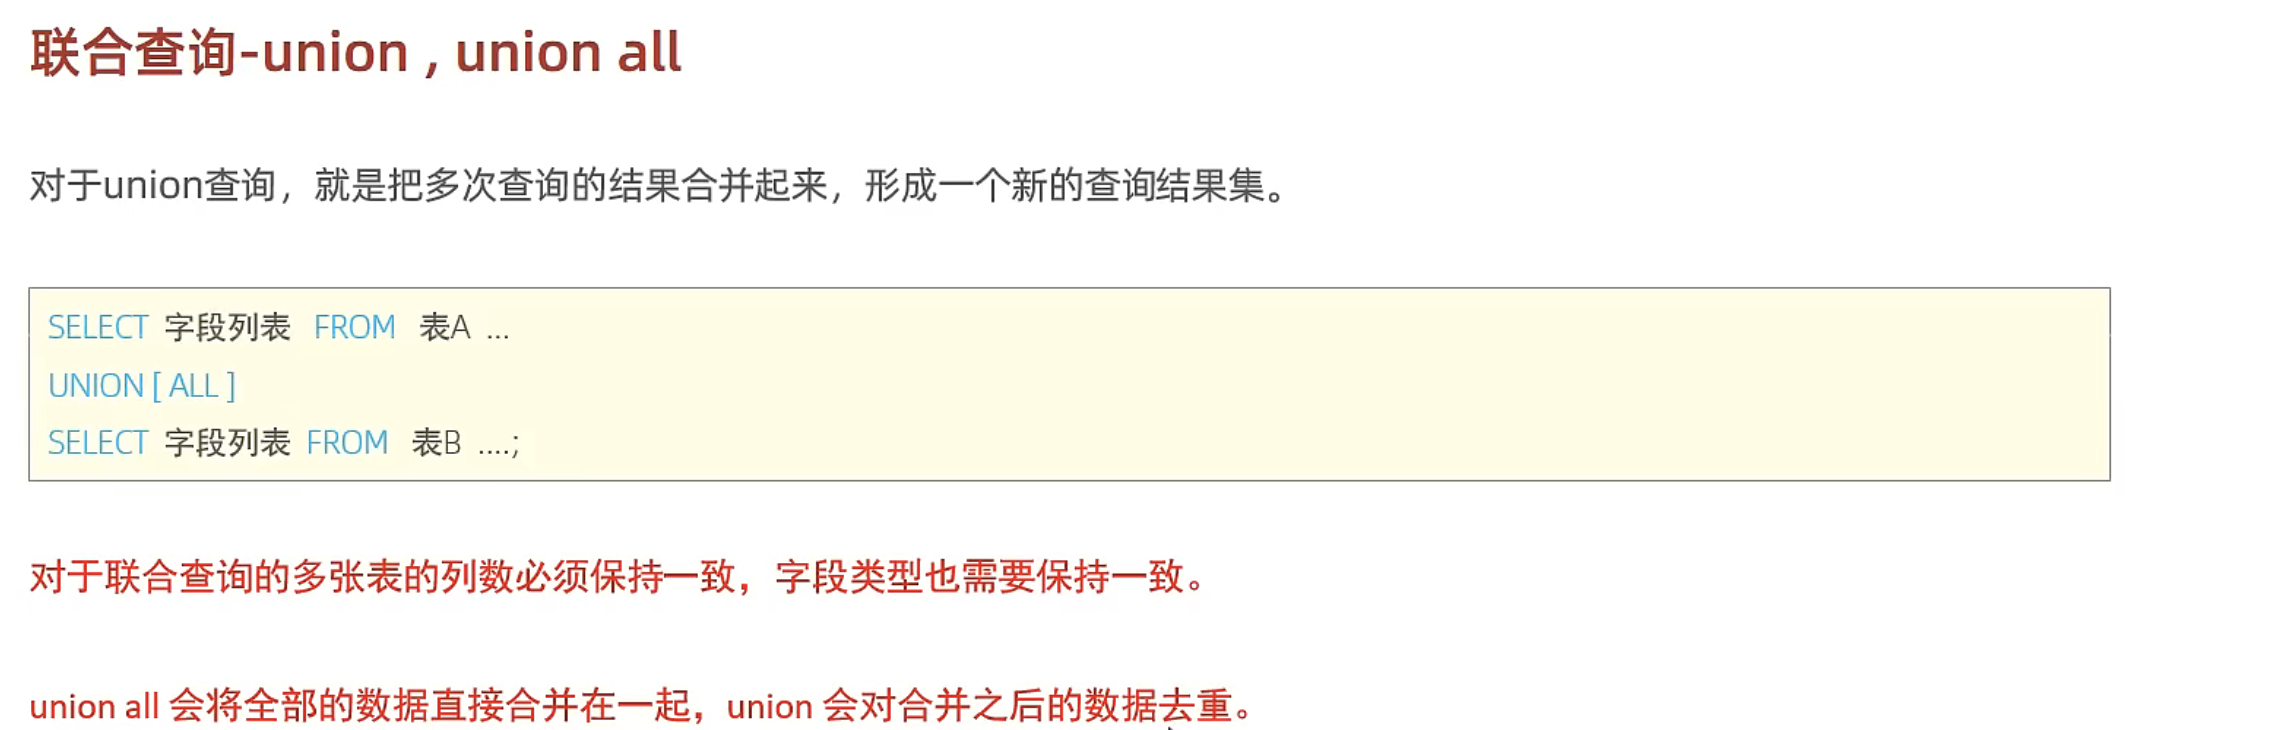 联合查询-union , union all
对于union查询，就是把多次查询的结果合并起来，形成一个新的查询结果集。
SELECT 字段列表 FROM 表A ...
UNION [ ALL ]
SELECT 字段列表 FROM 表B ....;
对于联合查询的多张表的列数必须保持一致，字段类型也需要保持一致。
union all 会将全部的数据直接合并在一起，union 会对合并之后的数据去重。